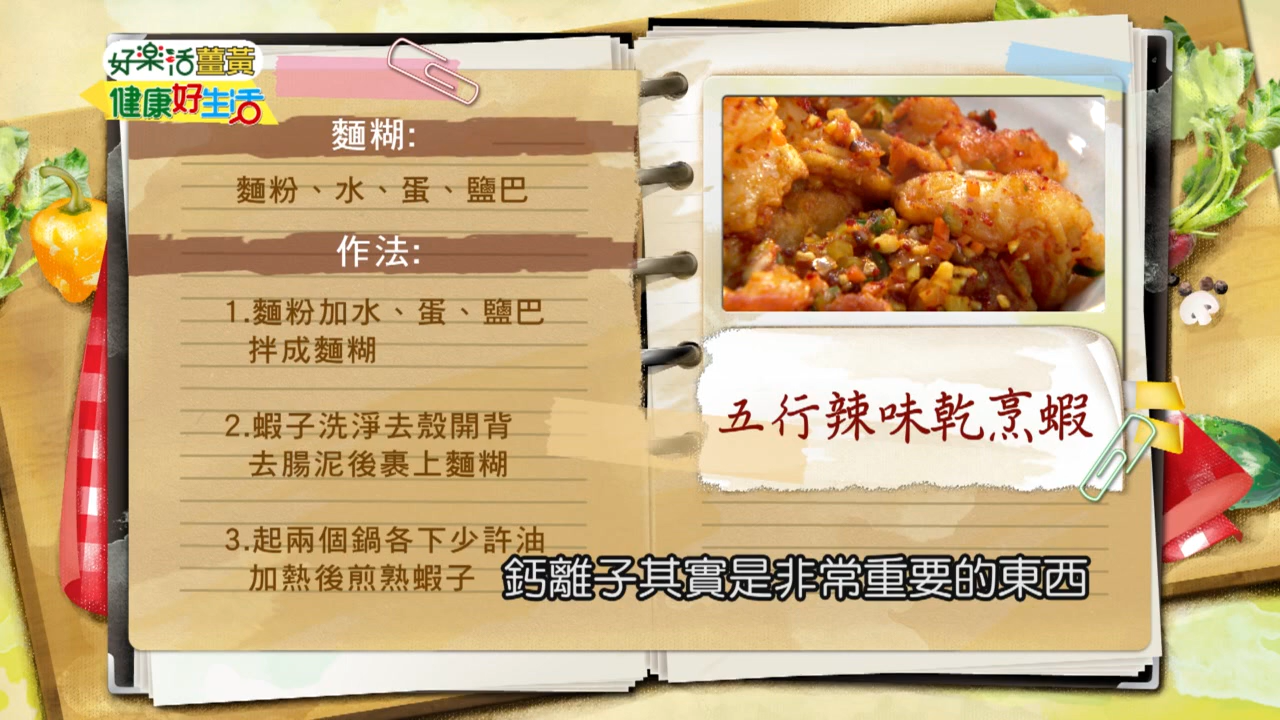 好樂活薑黃
健康好生活
麵糊:
麵粉、水、蛋、鹽巴
作法:
1.麵粉加水、蛋、鹽巴
拌成麵糊
2.蝦子洗淨去殼開背
去腸泥後裹上麵糊
3.起兩個鍋各下少許油
加熱後煎熟蝦子
五行辣味乾烹蝦
鈣離子其實是非常重要的東西